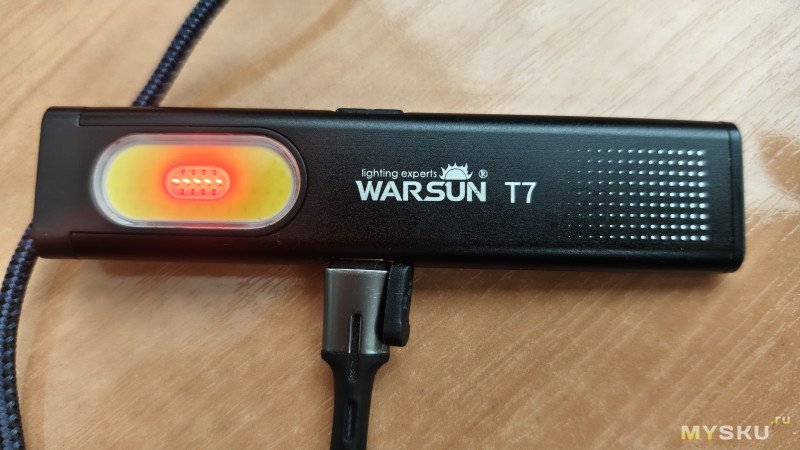 lighting experts
WARSUN ® T7
MYSKU.ru